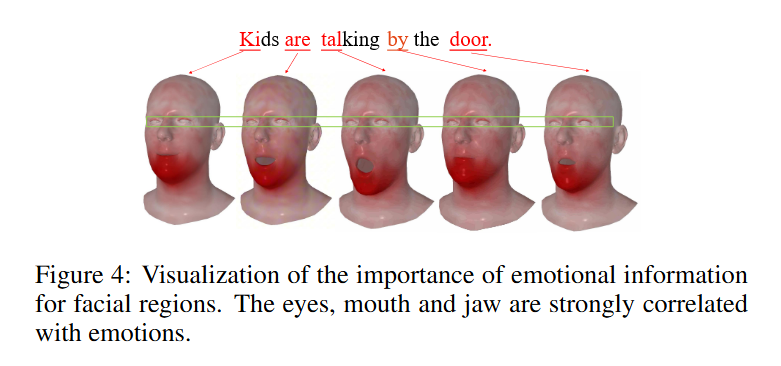 Kids are talking by the door.
Figure 4: Visualization of the importance of emotional information
for facial regions. The eyes, mouth and jaw are strongly correlated
with emotions.